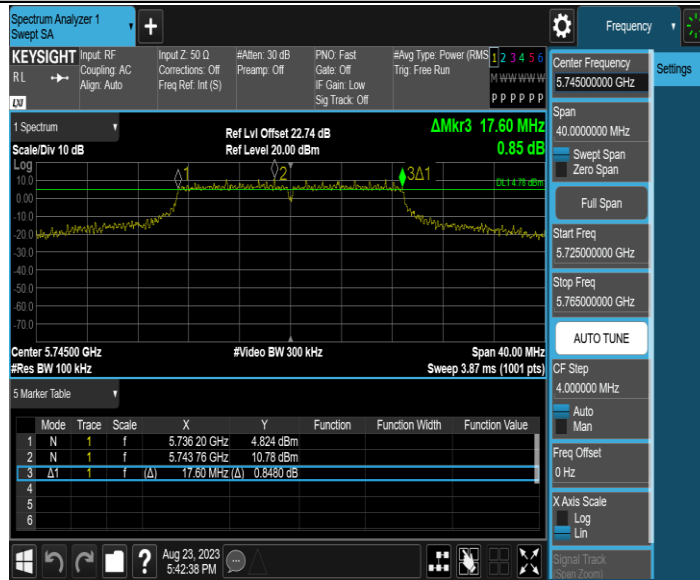 Spectrum Analyzer 1
Swept SA
Frequency
KEYSIGHT
RL
LXI
Input: RF
Coupling: AC
Align: Auto
Input Z: 50 Ω
Corrections: Off
Freq Ref: Int (S)
#Atten: 30 dB
Preamp: Off
PNO: Fast
Gate: Off
IF Gain: Low
Sig Track: Off
#Avg Type: Power (RMS
Trig: Free Run
1 2 3 4 5 6
M W W W W W
P P P P P P
1 Spectrum
Scale/Div 10 dB
Ref Lvl Offset 22.74 dB
Ref Level 20.00 dBm
ΔMkr3 17.60 MHz
0.85 dB
Log
10.0
0.00
-10.0
-20.0
-30.0
-40.0
-50.0
-60.0
-70.0
1
2
3Δ1
DL1 4.78 dBm
Center 5.74500 GHz
#Res BW 100 kHz
#Video BW 300 kHz
Span 40.00 MHz
Sweep 3.87 ms (1001 pts)
5 Marker Table
Mode Trace Scale X Y Function Function Width Function Value
1 N 1 f 5.736 20 GHz 4.824 dBm
2 N 1 f 5.743 76 GHz 10.78 dBm
3 Δ1 1 f (Δ) 17.60 MHz (Δ) 0.8480 dB
4
5
6
Aug 23, 2023
5:42:38 PM
Settings
Center Frequency
5.745000000 GHz
Span
40.0000000 MHz
Swept Span
Zero Span
Full Span
Start Freq
5.725000000 GHz
Stop Freq
5.765000000 GHz
AUTO TUNE
CF Step
4.000000 MHz
Auto
Man
Freq Offset
0 Hz
X Axis Scale
Log
Lin
Signal Track
(Span Zoom)